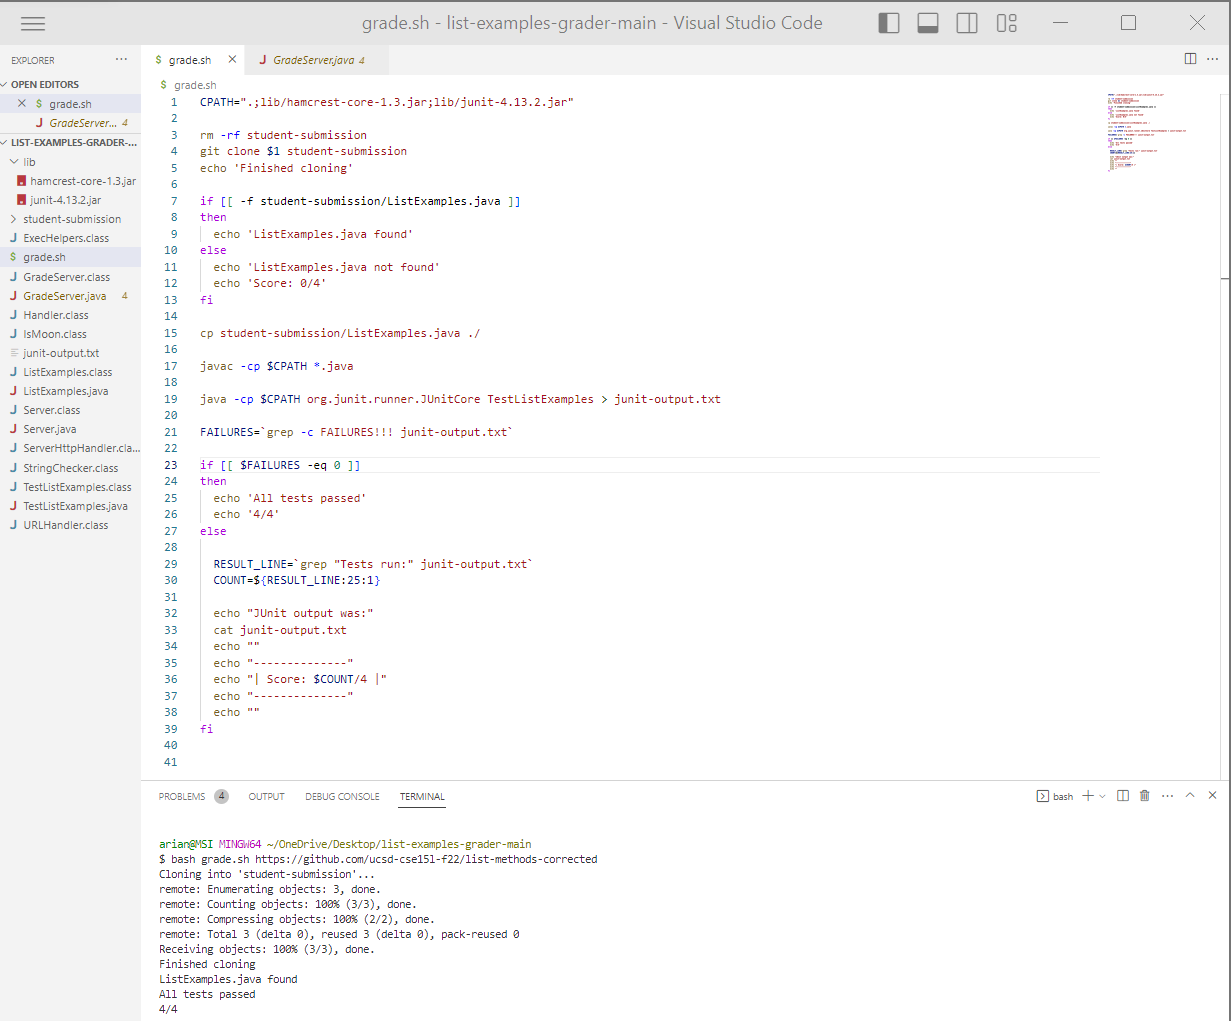 grade.sh - list-examples-grader-main - Visual Studio Code
EXPLORER
OPEN EDITORS
grade.sh
GradeServer... 4
LIST-EXAMPLES-GRADER-...
lib
hamcrest-core-1.3.jar
junit-4.13.2.jar
student-submission
ExecHelpers.class
grade.sh
GradeServer.class
GradeServer.java 4
Handler.class
IsMoon.class
junit-output.txt
ListExamples.class
ListExamples.java
Server.class
Server.java
ServerHttpHandler.cla...
StringChecker.class
TestListExamples.class
TestListExamples.java
URLHandler.class
$ grade.sh
J GradeServer.java 4
$ grade.sh
1 CPATH=".;lib/hamcrest-core-1.3.jar;lib/junit-4.13.2.jar"
2
3 rm -rf student-submission
4 git clone $1 student-submission
5 echo 'Finished cloning'
6
7 if [[ -f student-submission/ListExamples.java ]]
8 then
9 echo 'ListExamples.java found'
10 else
11 echo 'ListExamples.java not found'
12 echo 'Score: 0/4'
13 fi
14
15 cp student-submission/ListExamples.java ./
16
17 javac -cp $CPATH *.java
18
19 java -cp $CPATH org.junit.runner.JUnitCore TestListExamples > junit-output.txt
20
21 FAILURES=`grep -c FAILURES!!! junit-output.txt`
22
23 if [[ $FAILURES -eq 0 ]]
24 then
25 echo 'All tests passed'
26 echo '4/4'
27 else
28
29 RESULT_LINE=`grep "Tests run:" junit-output.txt`
30 COUNT=${RESULT_LINE:25:1}
31
32 echo "JUnit output was:"
33 cat junit-output.txt
34 echo ""
35 echo "--------------"
36 echo "| Score: $COUNT/4 |"
37 echo "--------------"
38 echo ""
39 fi
40
41
PROBLEMS 4 OUTPUT DEBUG CONSOLE TERMINAL
bash
arian@MSI MINGW64 ~/OneDrive/Desktop/list-examples-grader-main
$ bash grade.sh https://github.com/ucsd-cse15l-f22/list-methods-corrected
Cloning into 'student-submission'...
remote: Enumerating objects: 3, done.
remote: Counting objects: 100% (3/3), done.
remote: Compressing objects: 100% (2/2), done.
remote: Total 3 (delta 0), reused 3 (delta 0), pack-reused 0
Receiving objects: 100% (3/3), done.
Finished cloning
ListExamples.java found
All tests passed
4/4